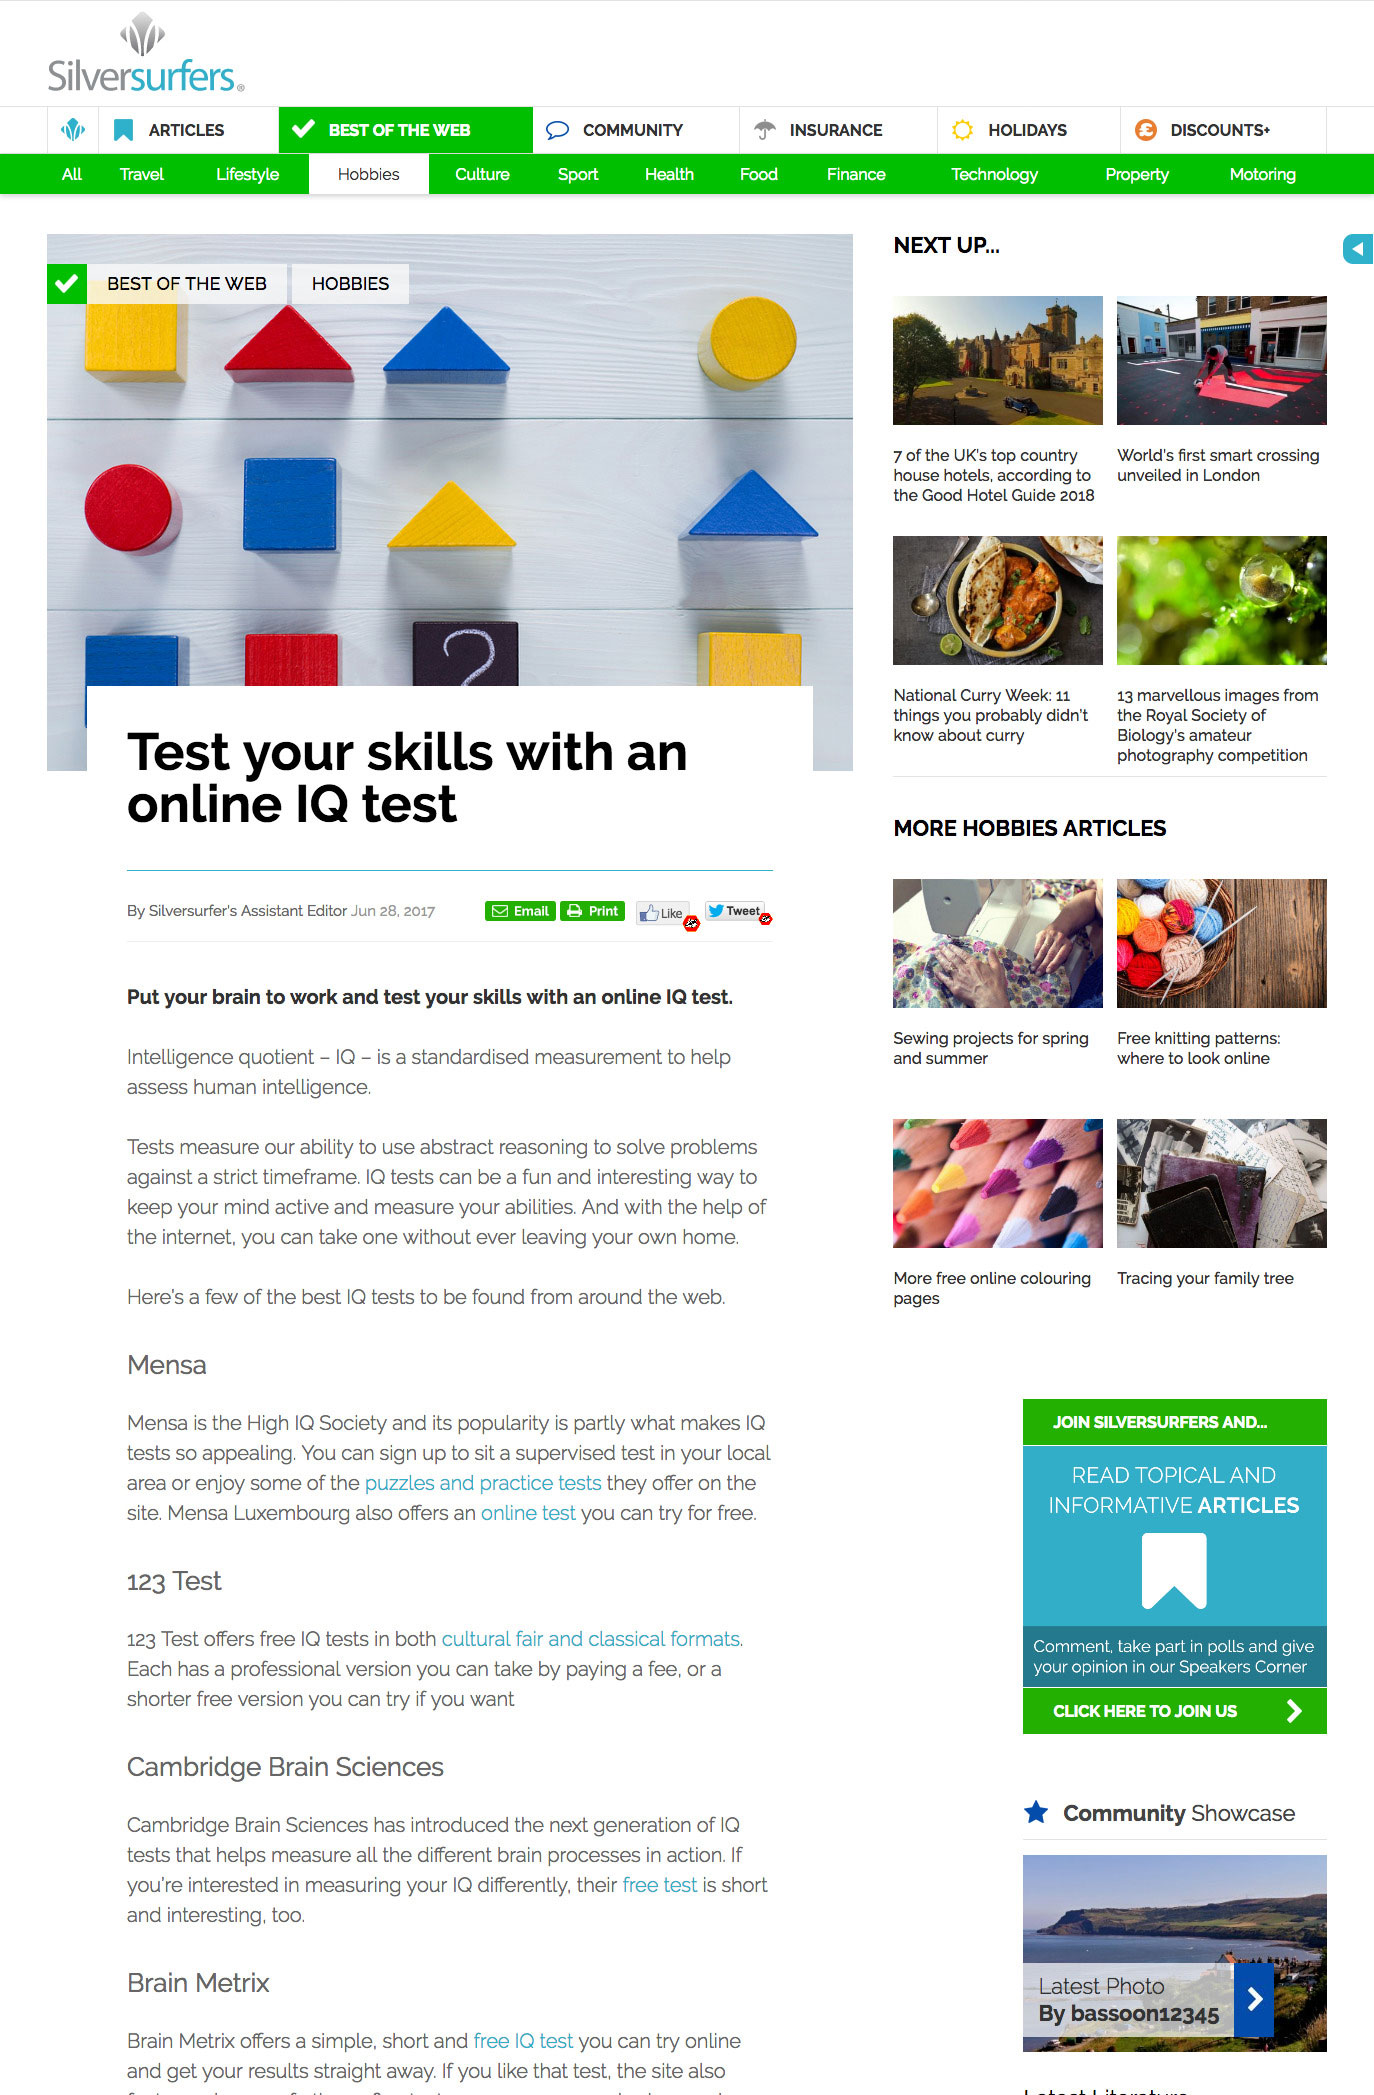 Silversurfers®
ARTICLES
BEST OF THE WEB
COMMUNITY
INSURANCE
HOLIDAYS
DISCOUNTS+
All
Travel
Lifestyle
Hobbies
Culture
Sport
Health
Food
Finance
Technology
Property
Motoring
BEST OF THE WEB
HOBBIES
?
Test your skills with an
online IQ test
By Silversurfer's Assistant Editor Jun 28, 2017
Email
Print
Like
Tweet
Put your brain to work and test your skills with an online IQ test.
Intelligence quotient – IQ – is a standardised measurement to help
assess human intelligence.
Tests measure our ability to use abstract reasoning to solve problems
against a strict timeframe. IQ tests can be a fun and interesting way to
keep your mind active and measure your abilities. And with the help of
the internet, you can take one without ever leaving your own home.
Here's a few of the best IQ tests to be found from around the web.
Mensa
Mensa is the High IQ Society and its popularity is partly what makes IQ
tests so appealing. You can sign up to sit a supervised test in your local
area or enjoy some of the puzzles and practice tests they offer on the
site. Mensa Luxembourg also offers an online test you can try for free.
123 Test
123 Test offers free IQ tests in both cultural fair and classical formats.
Each has a professional version you can take by paying a fee, or a
shorter free version you can try if you want
Cambridge Brain Sciences
Cambridge Brain Sciences has introduced the next generation of IQ
tests that helps measure all the different brain processes in action. If
you're interested in measuring your IQ differently, their free test is short
and interesting, too.
Brain Metrix
Brain Metrix offers a simple, short and free IQ test you can try online
and get your results straight away. If you like that test, the site also
NEXT UP...
7 of the UK's top country
house hotels, according to
the Good Hotel Guide 2018
World's first smart crossing
unveiled in London
National Curry Week: 11
things you probably didn't
know about curry
13 marvellous images from
the Royal Society of
Biology's amateur
photography competition
MORE HOBBIES ARTICLES
Sewing projects for spring
and summer
Free knitting patterns:
where to look online
More free online colouring
pages
Tracing your family tree
JOIN SILVERSURFERS AND...
READ TOPICAL AND
INFORMATIVE ARTICLES
Comment, take part in polls and give
your opinion in our Speakers Corner
CLICK HERE TO JOIN US
Community Showcase
Latest Photo
By bassoon12345
Latest Literature